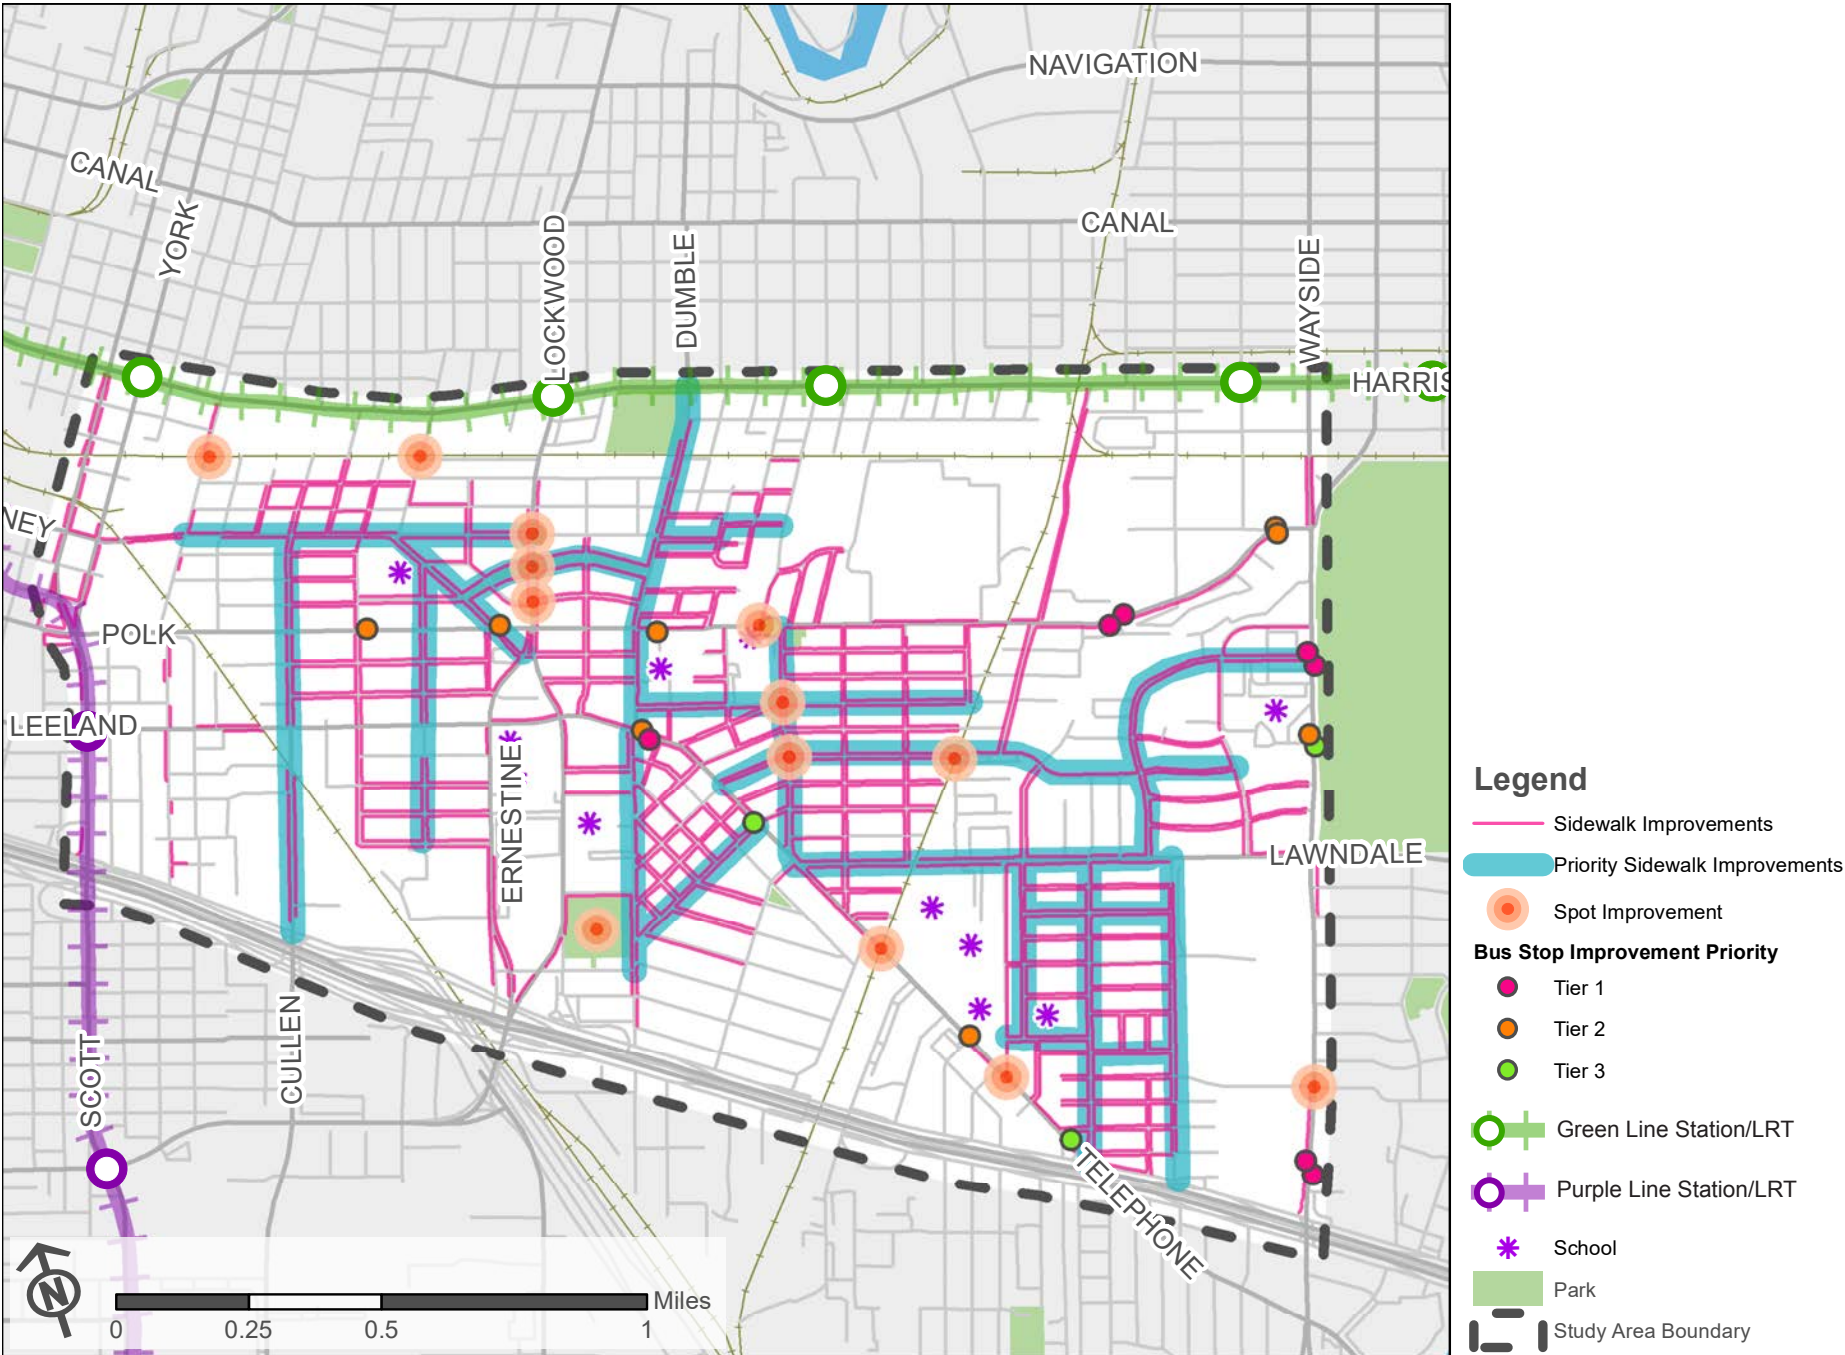 NAVIGATION
CANAL
YORK
CANAL
LOCKWOOD
DUMBLE
WAYSIDE
HARRIS
NEY
POLK
LEELAND
ERNESTINE
LAWNDALE
SCOTT
CULLEN
TELEPHONE
N
Miles
0
0.25
0.5
1
Legend
Sidewalk Improvements
Priority Sidewalk Improvements
Spot Improvement
Bus Stop Improvement Priority
Tier 1
Tier 2
Tier 3
Green Line Station/LRT
Purple Line Station/LRT
School
Park
Study Area Boundary